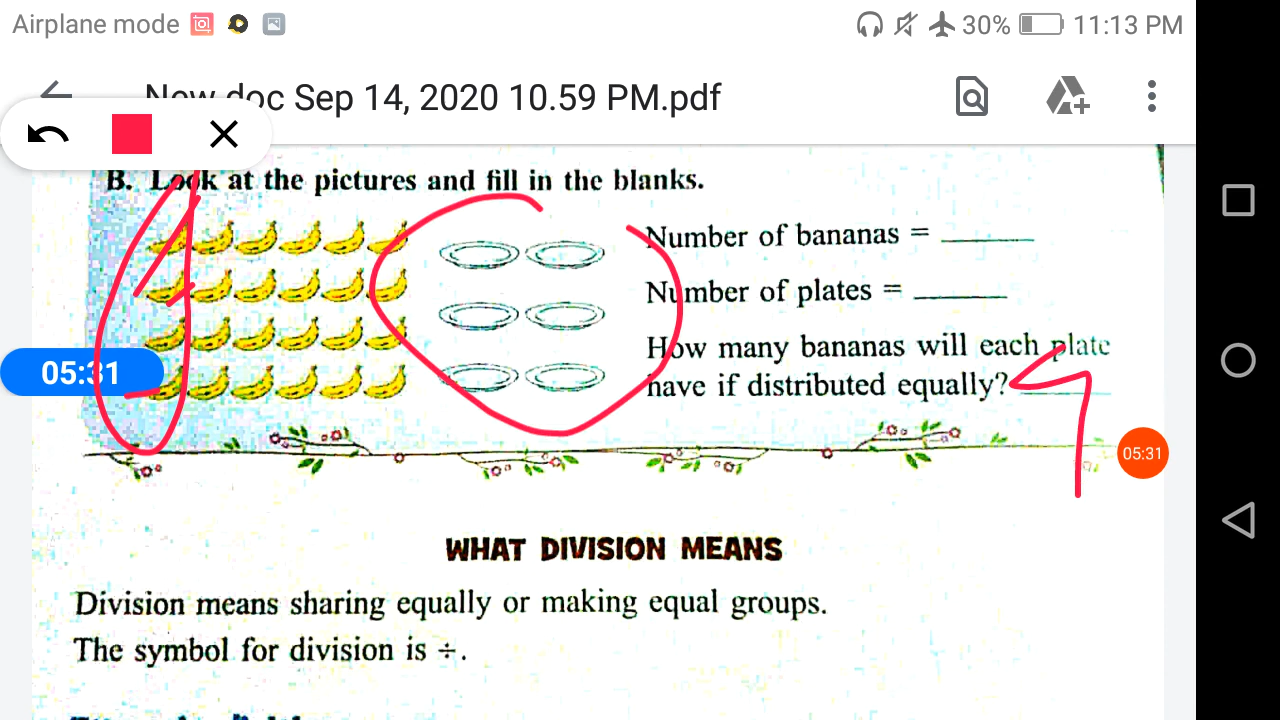 Airplane mode 30% 11:13 PM
New doc Sep 14, 2020 10.59 PM.pdf
B. Look at the pictures and fill in the blanks.
Number of bananas = ______
Number of plates = ______
How many bananas will each plate
have if distributed equally? ______
05:31
05:31
4
WHAT DIVISION MEANS
Division means sharing equally or making equal groups.
The symbol for division is ÷.